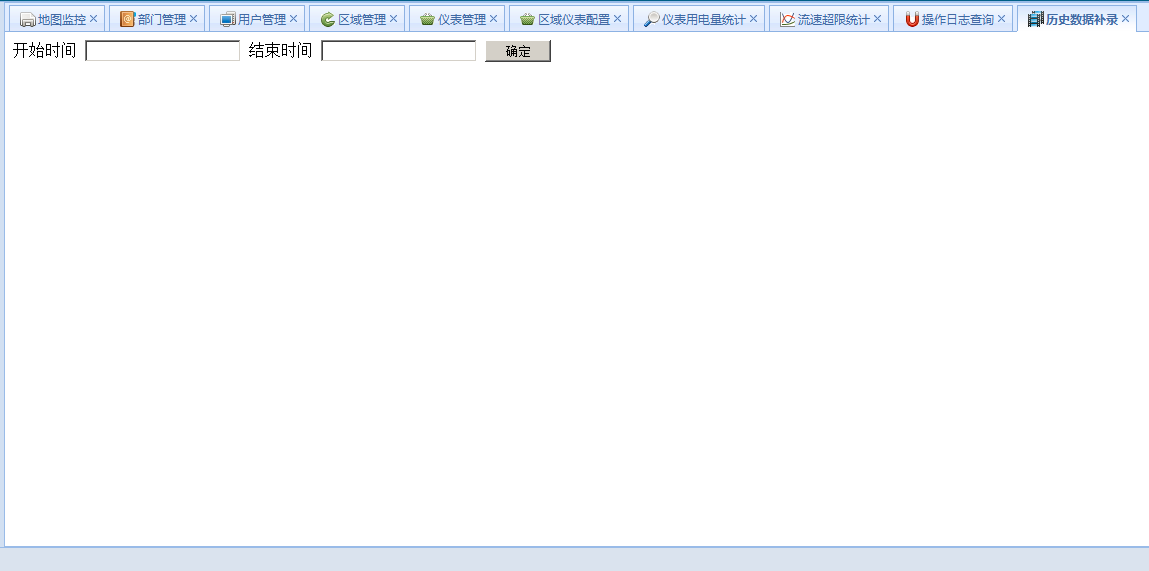 地图监控 部门管理 用户管理 区域管理 仪表管理 区域仪表配置 仪表用电量统计 流速超限统计 操作日志查询 历史数据补录
开始时间 结束时间 确定